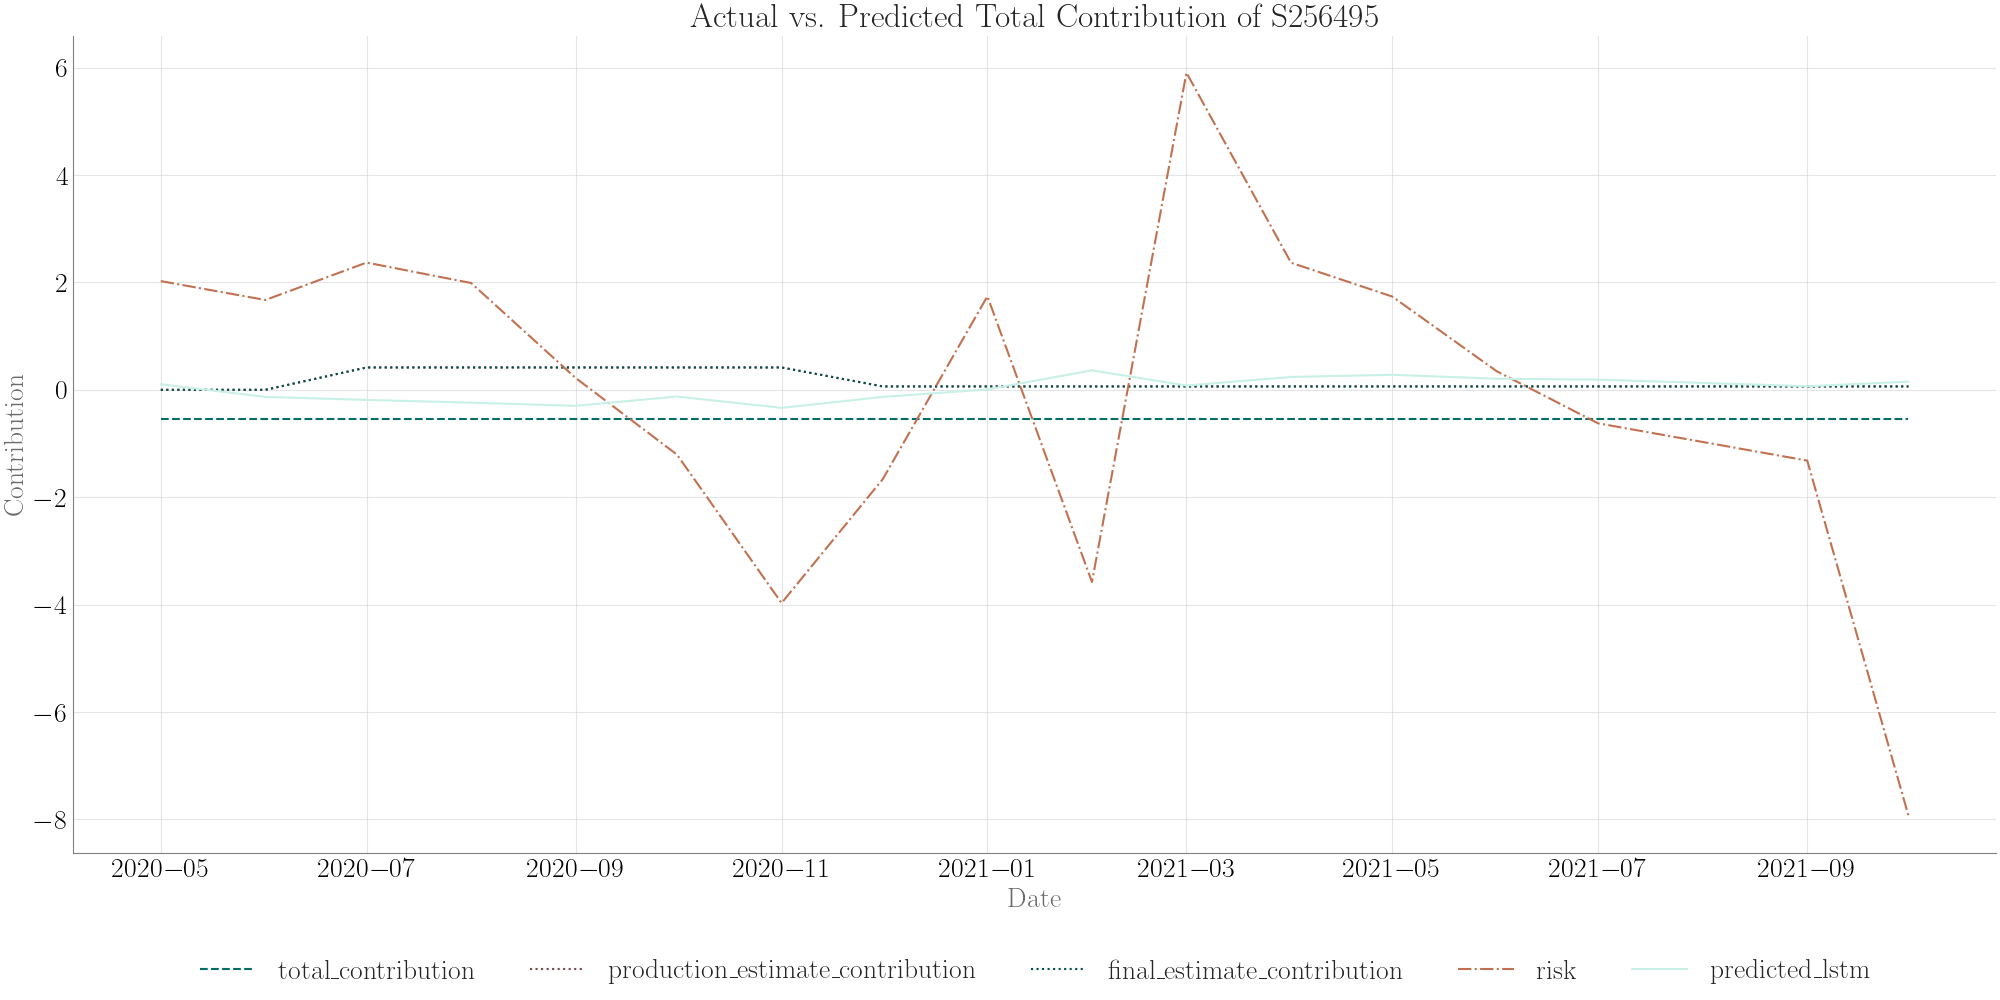 Actual vs. Predicted Total Contribution of S256495
6
4
2
0
−2
−4
−6
−8
Contribution
2020−05 2020−07 2020−09 2020−11 2021−01 2021−03 2021−05 2021−07 2021−09
Date
total_contribution production_estimate_contribution final_estimate_contribution risk predicted_lstm